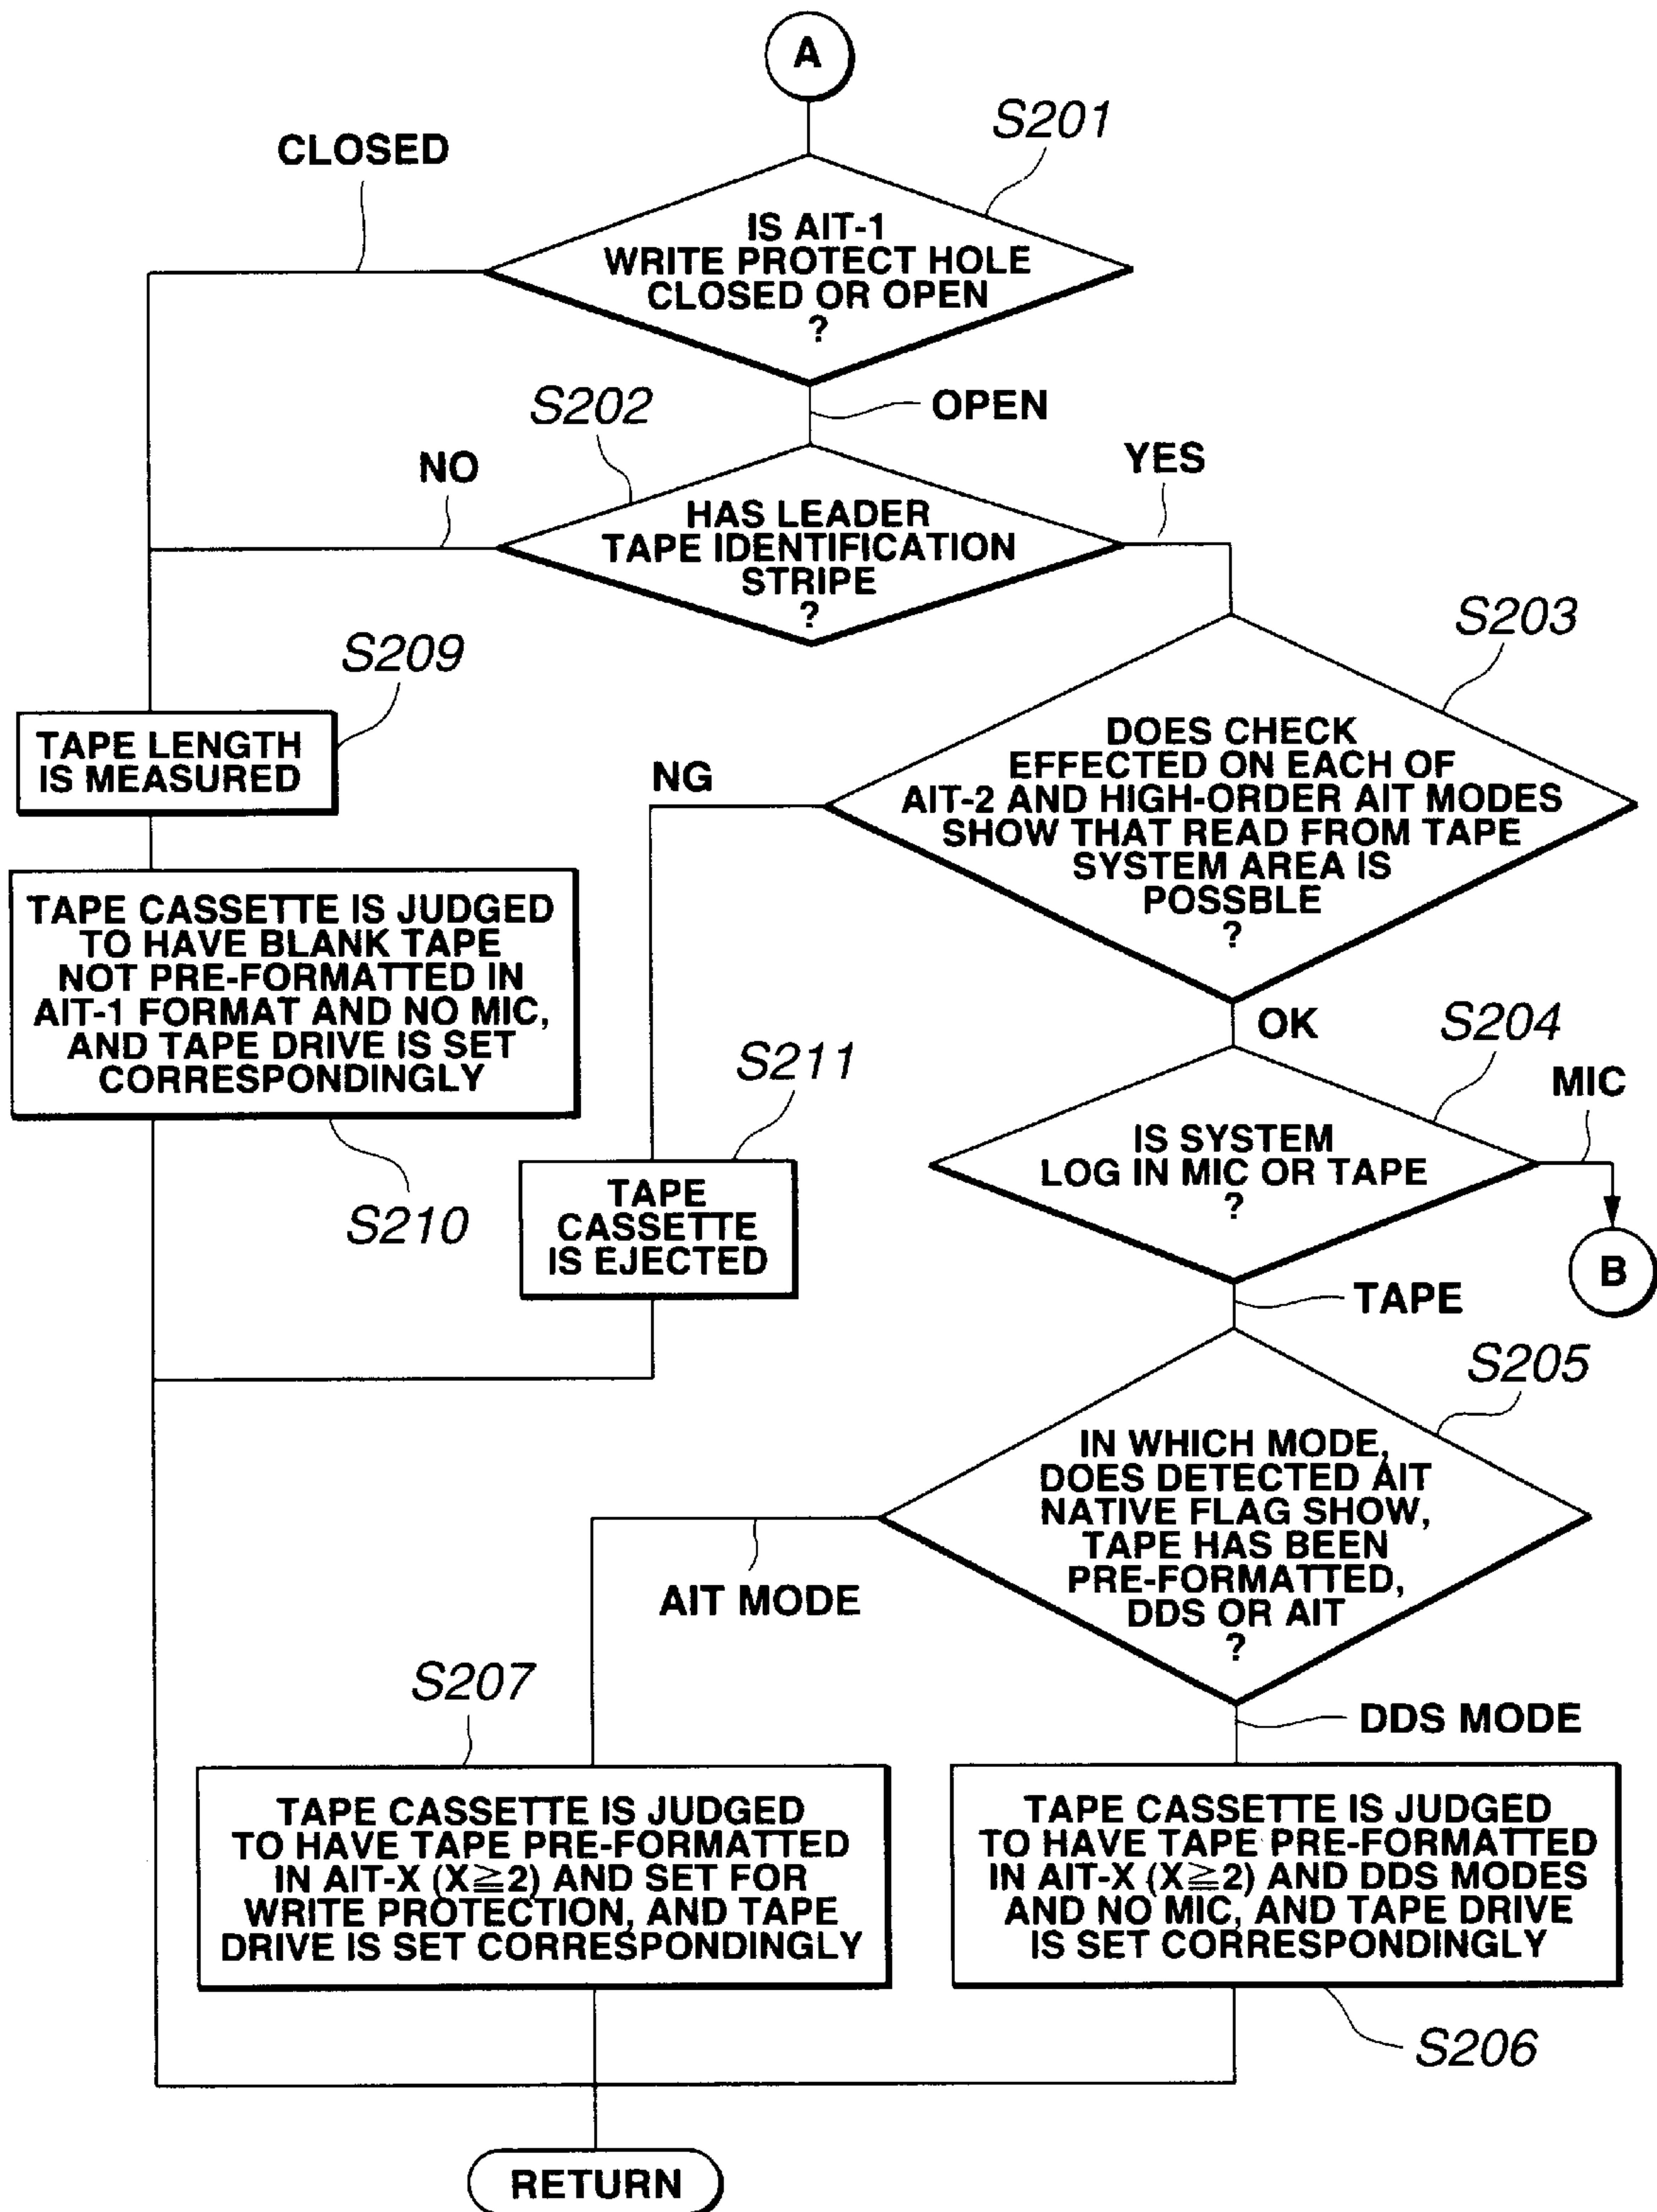 A
S201
CLOSED
IS AIT-1
WRITE PROTECT HOLE
CLOSED OR OPEN
?
S202
OPEN
NO
YES
HAS LEADER
TAPE IDENTIFICATION
STRIPE
?
S203
S209
TAPE LENGTH
IS MEASURED
NG
DOES CHECK
EFFECTED ON EACH OF
AIT-2 AND HIGH-ORDER AIT MODES
SHOW THAT READ FROM TAPE
SYSTEM AREA IS
POSSBLE
?
TAPE CASSETTE IS JUDGED
TO HAVE BLANK TAPE
NOT PRE-FORMATTED IN
AIT-1 FORMAT AND NO MIC,
AND TAPE DRIVE IS SET
CORRESPONDINGLY
S210
OK
S204
MIC
S211
TAPE
CASSETTE
IS EJECTED
IS SYSTEM
LOG IN MIC OR TAPE
?
B
TAPE
S205
IN WHICH MODE,
DOES DETECTED AIT
NATIVE FLAG SHOW,
TAPE HAS BEEN
PRE-FORMATTED,
DDS OR AIT
?
AIT MODE
S207
DDS MODE
TAPE CASSETTE IS JUDGED
TO HAVE TAPE PRE-FORMATTED
IN AIT-X (X≧2) AND SET FOR
WRITE PROTECTION, AND TAPE
DRIVE IS SET CORRESPONDINGLY
TAPE CASSETTE IS JUDGED
TO HAVE TAPE PRE-FORMATTED
IN AIT-X (X≧2) AND DDS MODES
AND NO MIC, AND TAPE DRIVE
IS SET CORRESPONDINGLY
S206
RETURN